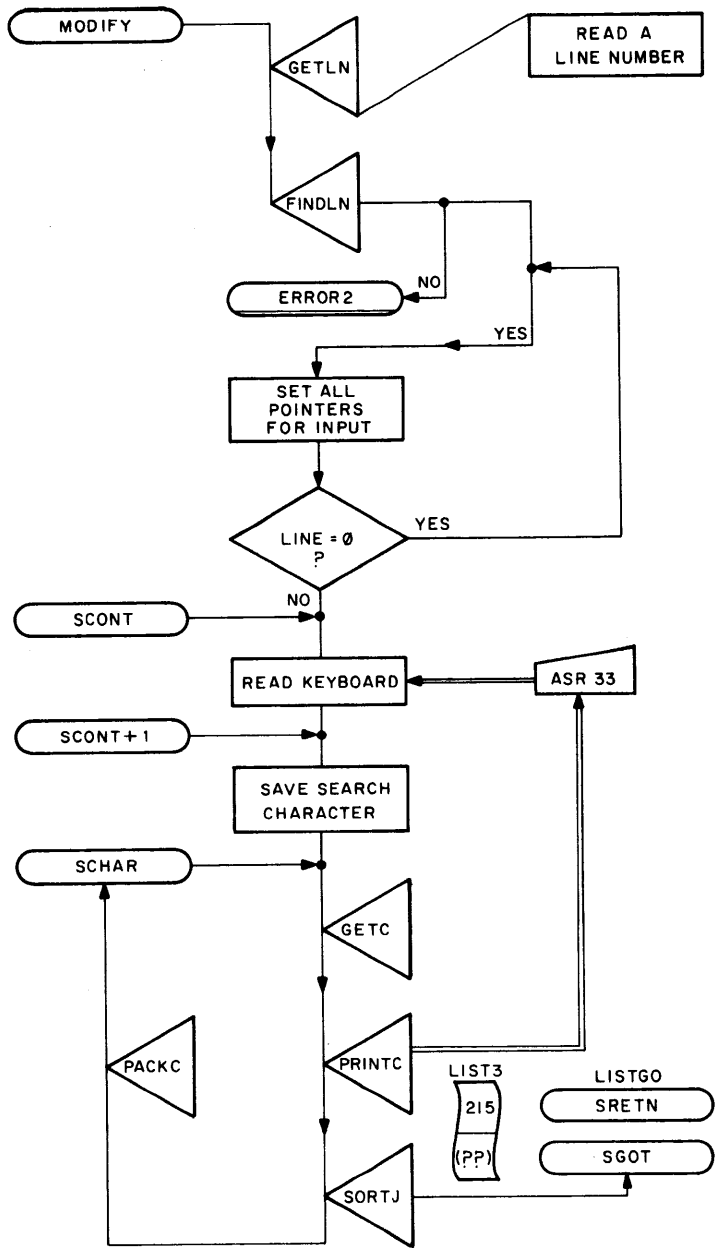 MODIFY
GETLN
READ A
LINE NUMBER
FINDLN
NO
ERROR2
YES
SET ALL
POINTERS
FOR INPUT
LINE = Ø
?
YES
NO
SCONT
READ KEYBOARD
ASR 33
SCONT+1
SAVE SEARCH
CHARACTER
SCHAR
GETC
PACKC
PRINTC
LIST3
215
(??)
LISTGO
SRETN
SGOT
SORTJ